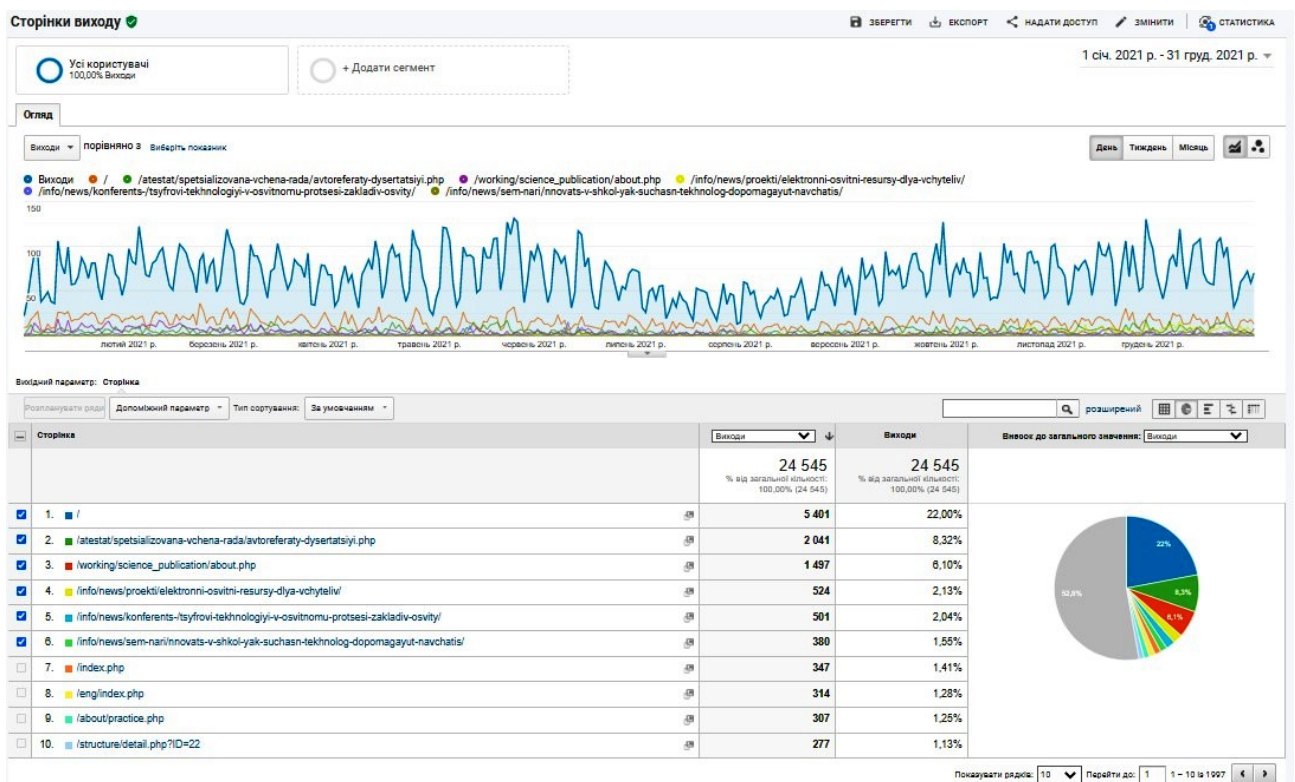 Сторінки виходу
ЗБЕРЕГТИ ЕКСПОРТ НАДАТИ ДОСТУП ЗМІНИТИ СТАТИСТИКА
1 січ. 2021 р. - 31 груд. 2021 р.
Усі користувачі
100,00% Виходи
+ Додати сегмент
Огляд
Виходи порівняно з Виберіть показник
День Тиждень Місяць
Виходи / /atestat/spetsializovana-vchena-rada/avtoreferaty-dysertatsiyi.php /working/science_publication/about.php /info/news/proekti/elektronni-osvitni-resursy-dlya-vchyteliv/
/info/news/konferents-/tsyfrovi-tekhnologiyi-v-osvitnomu-protsesi-zakladiv-osvity/ /info/news/sem-nari/nnovats-v-shkol-yak-suchasn-tekhnolog-dopomagayut-navchatis/
150
100
50
лютий 2021 р. березень 2021 р. квітень 2021 р. травень 2021 р. червень 2021 р. липень 2021 р. серпень 2021 р. вересень 2021 р. жовтень 2021 р. листопад 2021 р. грудень 2021 р.
Вихідний параметр: Сторінка
Розпланувати ряди Допоміжний параметр Тип сортування: За умовчанням
розширений
Сторінка Виходи Виходи Внесок до загального значення: Виходи
24 545 24 545
% від загальної кількості: % від загальної кількості:
100,00% (24 545) 100,00% (24 545)
1. / 5 401 22,00%
2. /atestat/spetsializovana-vchena-rada/avtoreferaty-dysertatsiyi.php 2 041 8,32%
3. /working/science_publication/about.php 1 497 6,10%
4. /info/news/proekti/elektronni-osvitni-resursy-dlya-vchyteliv/ 524 2,13%
5. /info/news/konferents-/tsyfrovi-tekhnologiyi-v-osvitnomu-protsesi-zakladiv-osvity/ 501 2,04%
6. /info/news/sem-nari/nnovats-v-shkol-yak-suchasn-tekhnolog-dopomagayut-navchatis/ 380 1,55%
7. /index.php 347 1,41%
8. /eng/index.php 314 1,28%
9. /about/practice.php 307 1,25%
10. /structure/detail.php?ID=22 277 1,13%
22%
8,3%
6,1%
52,8%
Показувати рядків: 10 Перейти до: 1 1 – 10 із 1997